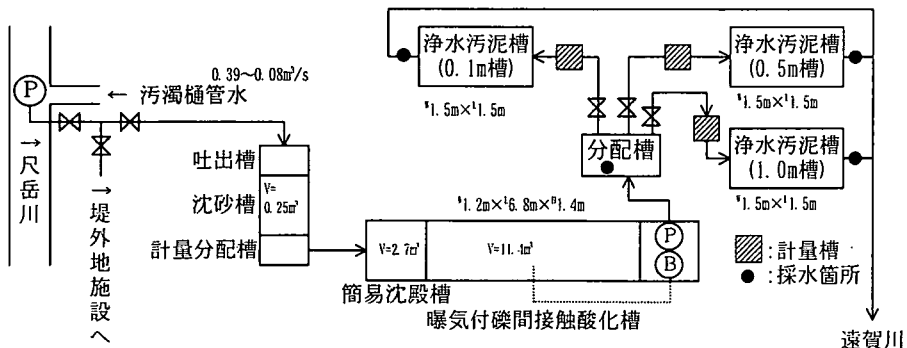 0.39～0.08m³/s
← 汚濁樋管水
P
→尺岳川
→堤外地施設へ
吐出槽
沈砂槽
V=
0.25m³
計量分配槽
浄水汚泥槽
(0.1m槽)
ᵂ1.5m×ᴸ1.5m
浄水汚泥槽
(0.5m槽)
ᵂ1.5m×ᴸ1.5m
浄水汚泥槽
(1.0m槽)
ᵂ1.5m×ᴸ1.5m
分配槽
ᵂ1.2m×ᴸ6.8m×ᴰ1.4m
V=2.7m³
V=11.4m³
P
B
簡易沈殿槽
曝気付礫間接触酸化槽
:計量槽
:採水箇所
遠賀川